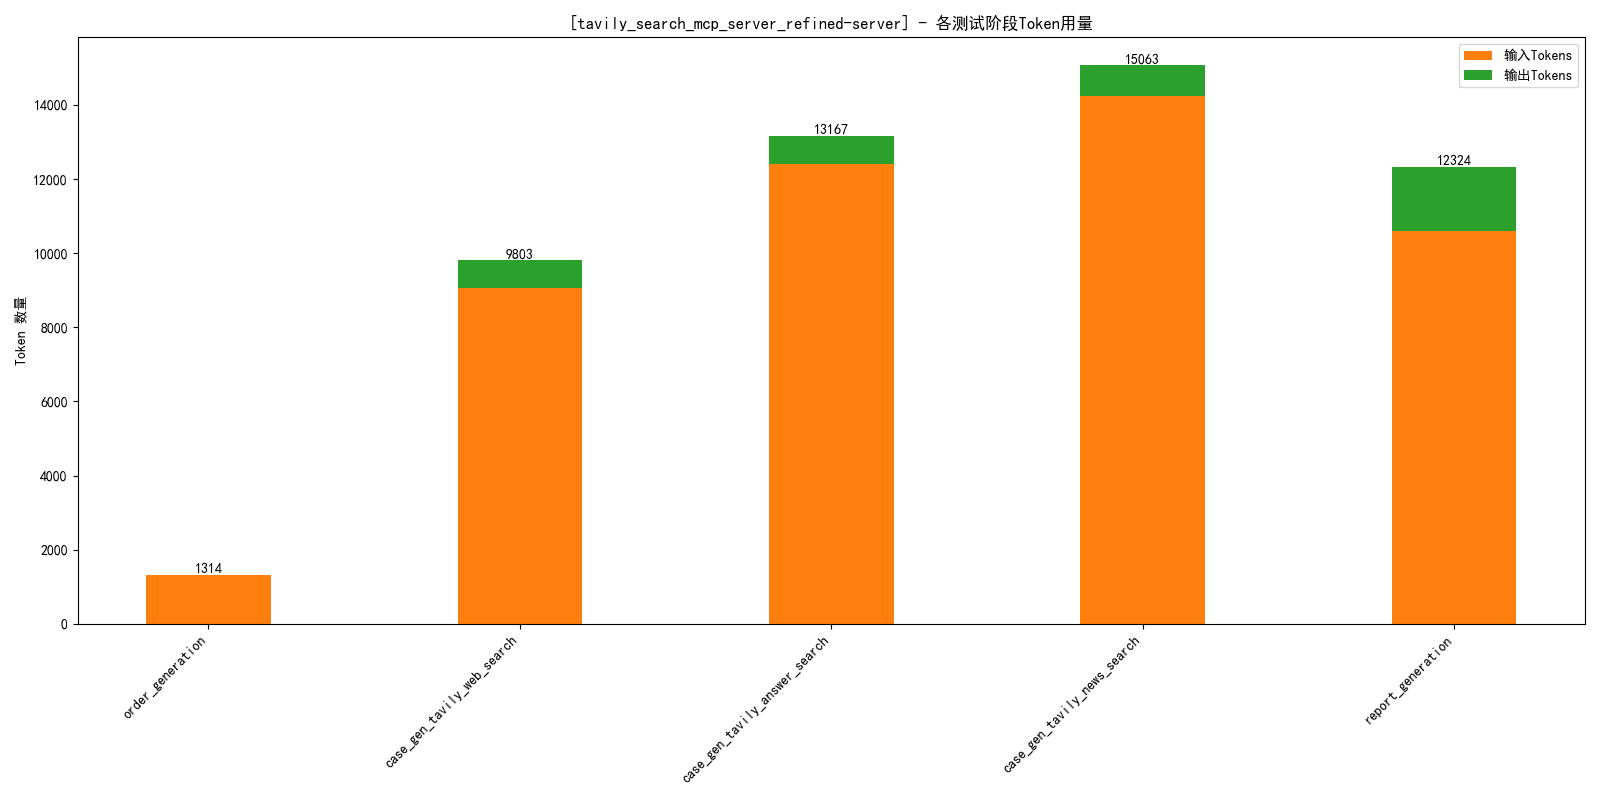 [tavily_search_mcp_server_refined-server] - 各测试阶段Token用量
输入Tokens
输出Tokens
Token 数量
14000
12000
10000
8000
6000
4000
2000
0
1314
9803
13167
15063
12324
order_generation
case_gen_tavily_web_search
case_gen_tavily_answer_search
case_gen_tavily_news_search
report_generation